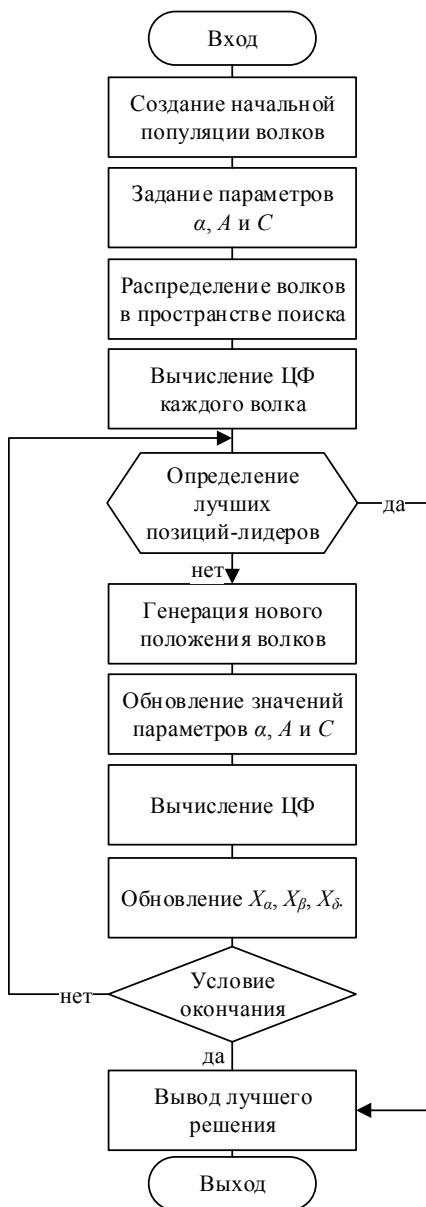 Вход
Создание начальной
популяции волков
Задание параметров
α, A и C
Распределение волков
в пространстве поиска
Вычисление ЦФ
каждого волка
Определение
лучших
позиций-лидеров
да
нет
Генерация нового
положения волков
Обновление значений
параметров α, A и C
Вычисление ЦФ
Обновление Xα, Xβ, Xδ.
Условие
окончания
нет
да
Вывод лучшего
решения
Выход